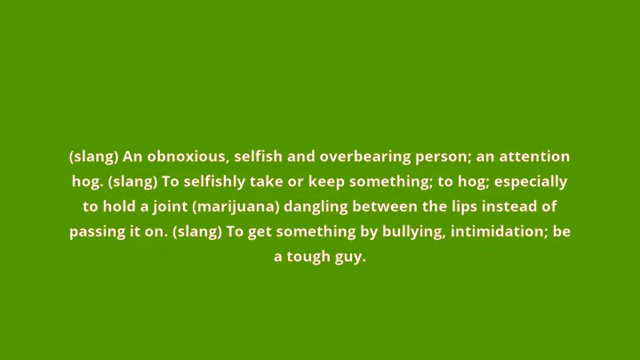 (slang) An obnoxious, selfish and overbearing person; an attention
hog. (slang) To selfishly take or keep something; to hog; especially
to hold a joint (marijuana) dangling between the lips instead of
passing it on. (slang) To get something by bullying, intimidation; be
a tough guy.